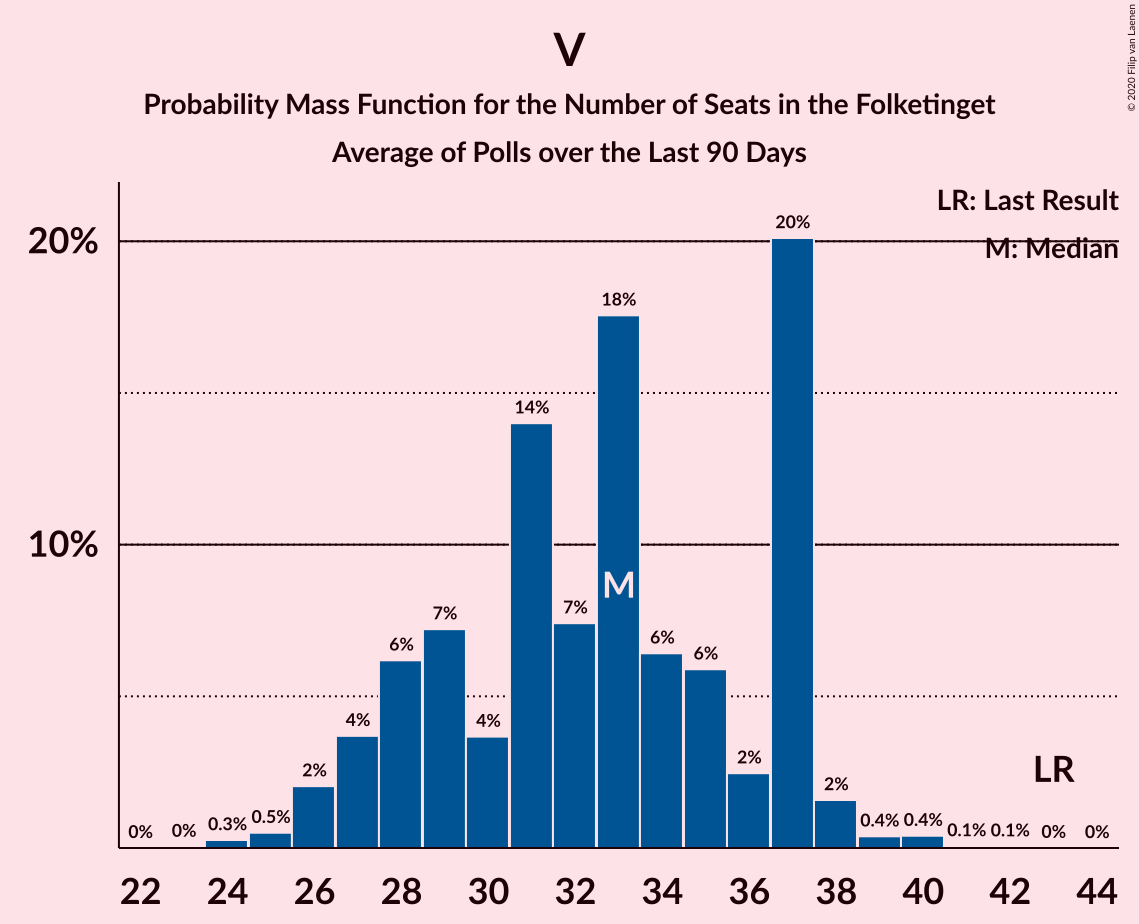 V
Probability Mass Function for the Number of Seats in the Folketinget
Average of Polls over the Last 90 Days
© 2020 Filip van Laenen
LR: Last Result
M: Median
20%
10%
0%
0%
0.3%
0.5%
2%
4%
6%
7%
4%
14%
7%
18%
6%
6%
2%
20%
2%
0.4%
0.4%
0.1%
0.1%
0%
0%
M
LR
22 24 26 28 30 32 34 36 38 40 42 44